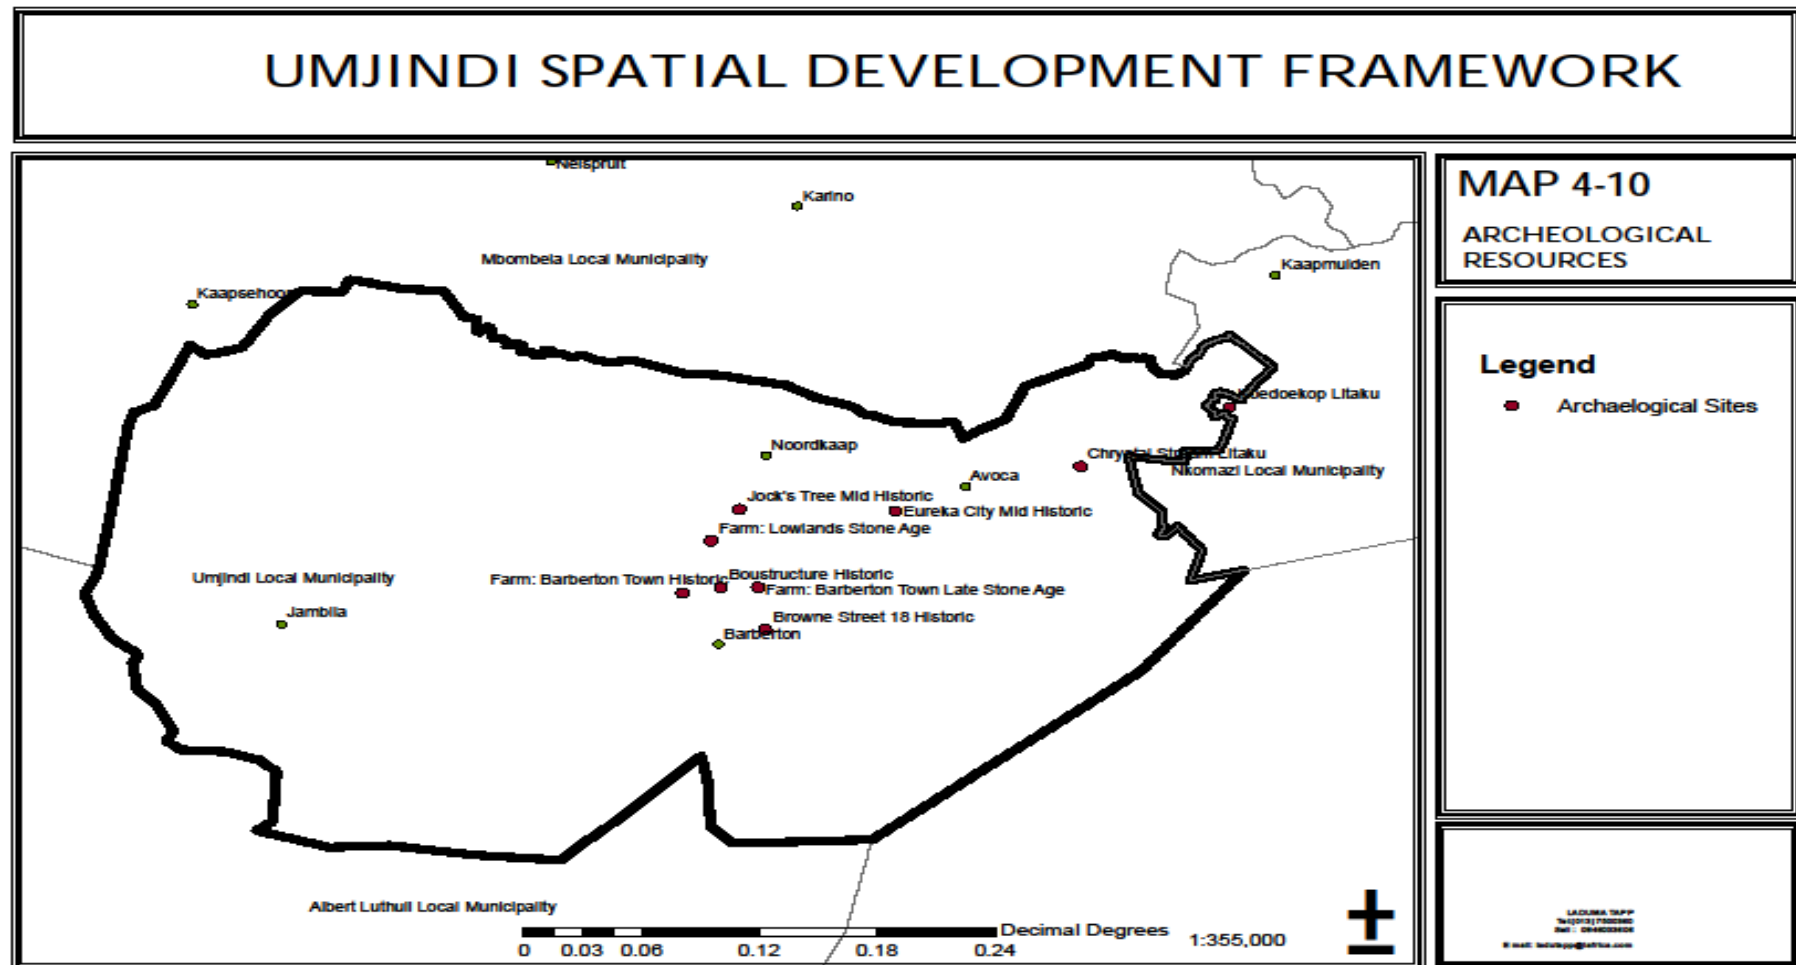 UMJINDI SPATIAL DEVELOPMENT FRAMEWORK
MAP 4-10
ARCHEOLOGICAL
RESOURCES
Legend
Archaelogical Sites
Nelspruit
Karino
Mbombela Local Municipality
Kaapmuiden
Kaapsehoop
Litaku
Noordkaap
Litaku
Nkomazi Local Municipality
Avoca
Jock's Tree Mid Historic
Eureka City Mid Historic
Farm: Lowlands Stone Age
Umjindi Local Municipality
Farm: Barberton Town Historic
Boustructure Historic
Farm: Barberton Town Late Stone Age
Jambila
Browne Street 18 Historic
Barberton
Albert Luthuli Local Municipality
Decimal Degrees
0 0.03 0.06 0.12 0.18 0.24
1:355,000
LADUMA TAPP